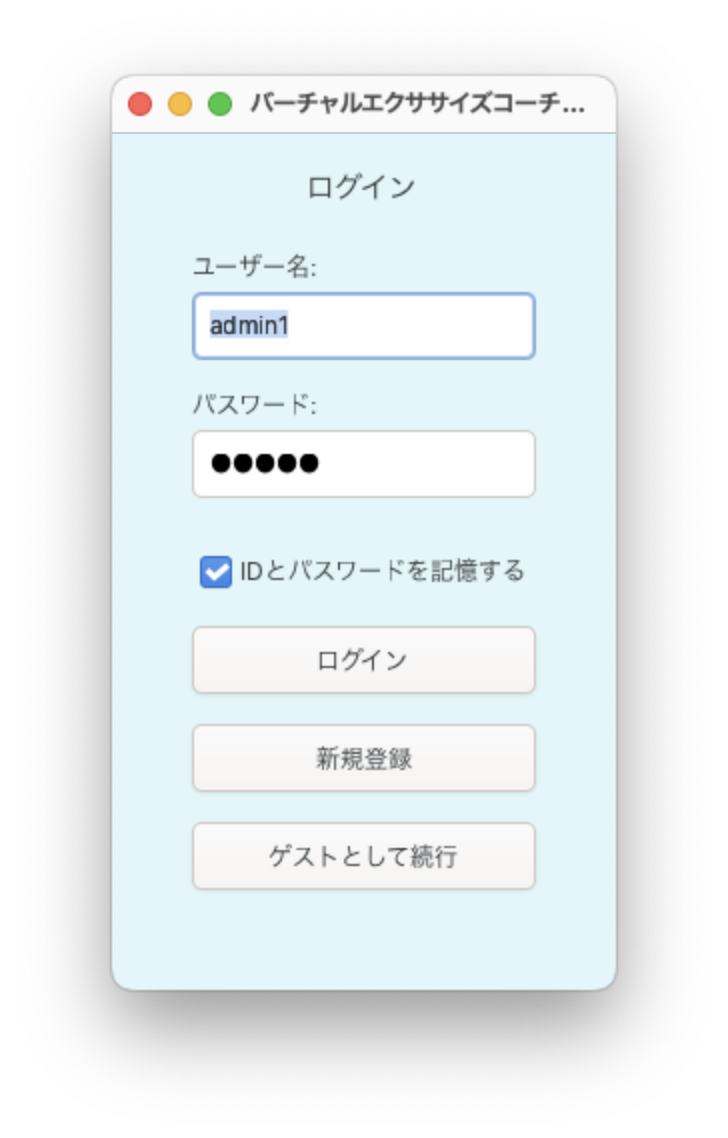 バーチャルエクササイズコーチ...
ログイン
ユーザー名:
admin1
パスワード:
●●●●●
IDとパスワードを記憶する
ログイン
新規登録
ゲストとして続行